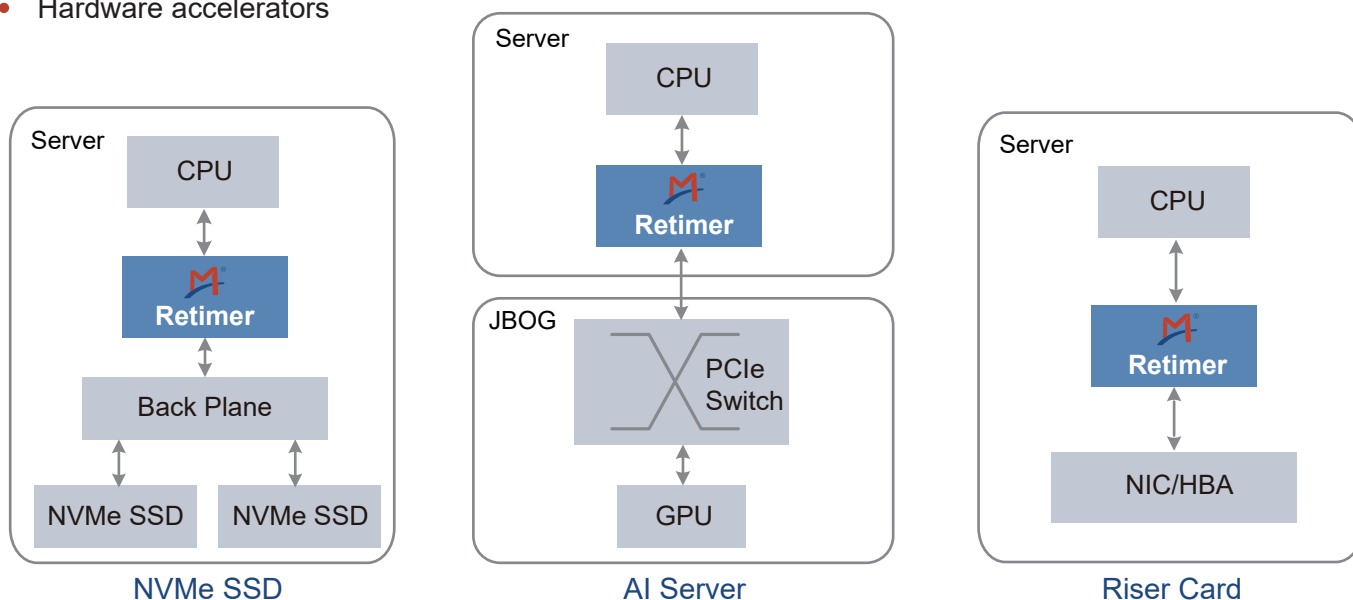 • Hardware accelerators
Server
CPU
Retimer
Back Plane
NVMe SSD
NVMe SSD
NVMe SSD
Server
CPU
Retimer
JBOG
PCIe
Switch
GPU
AI Server
Server
CPU
Retimer
NIC/HBA
Riser Card